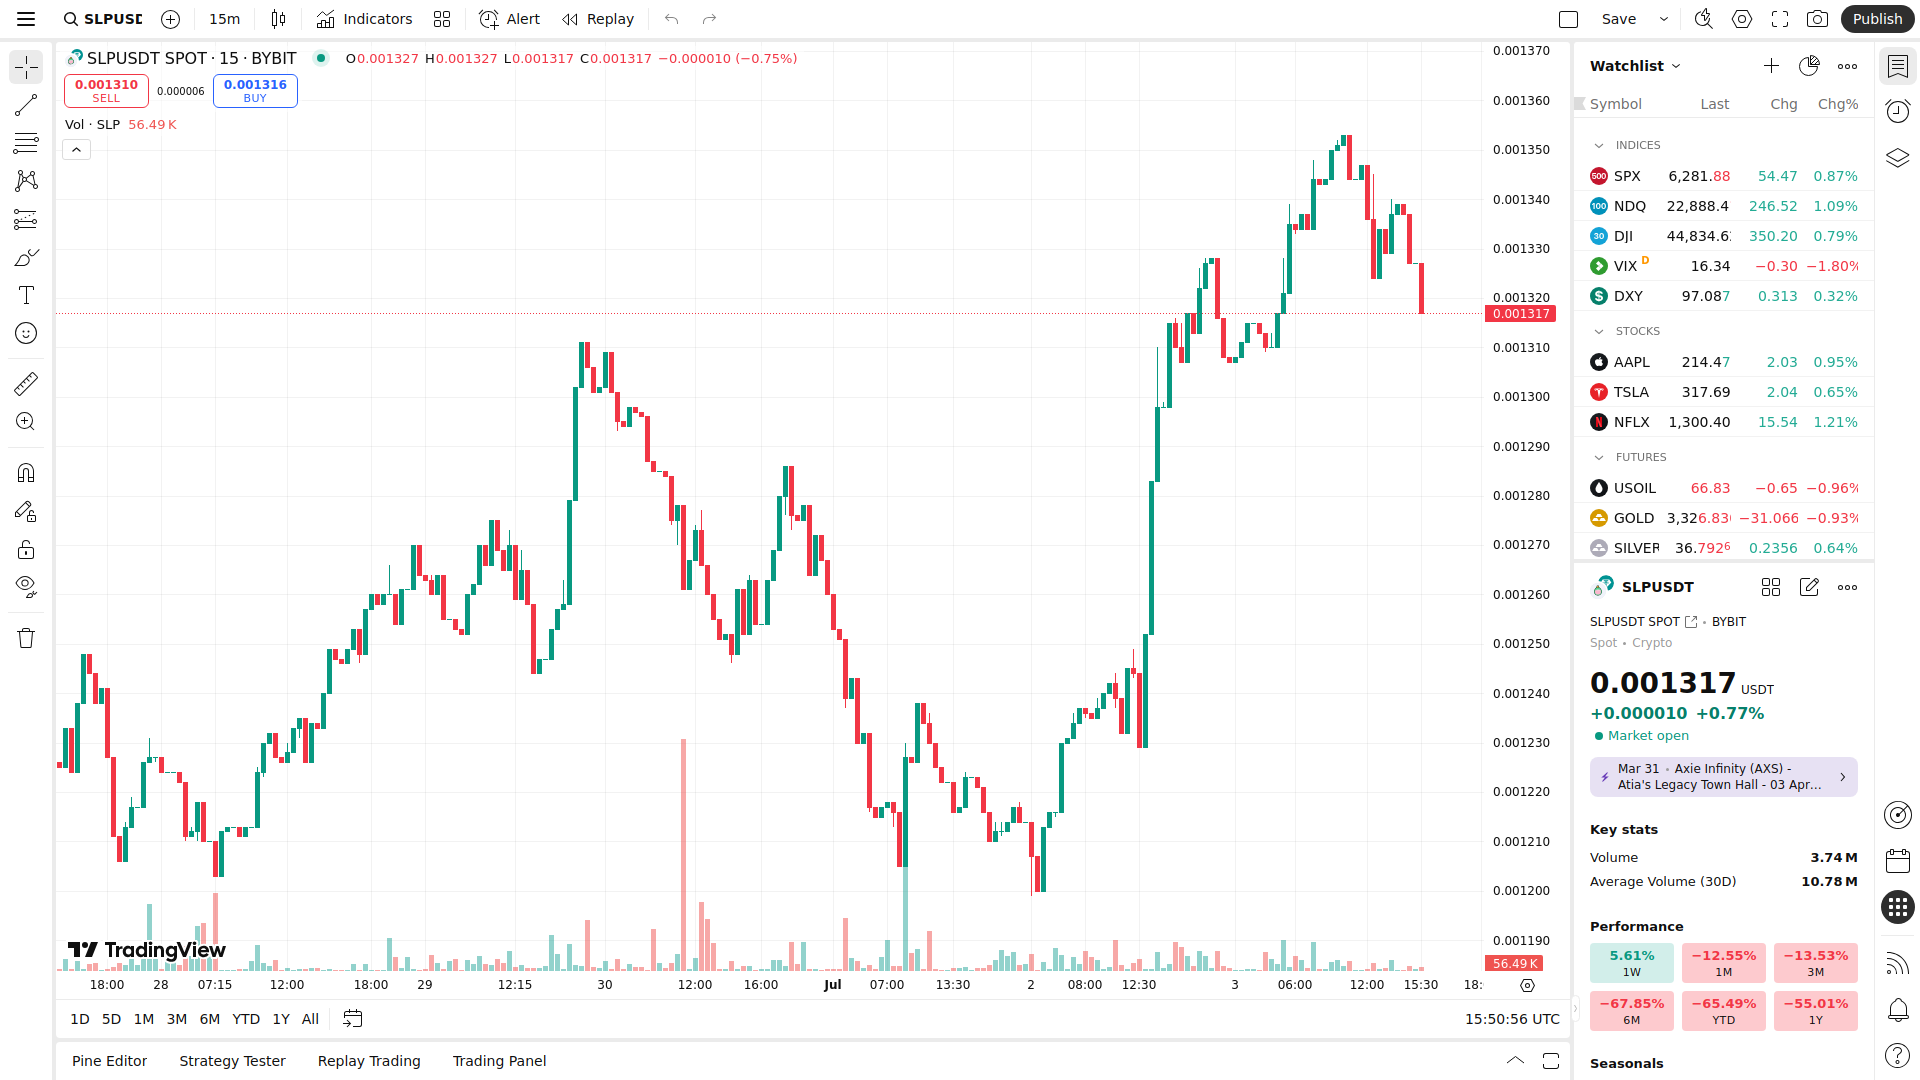 SLPUSD
15m
Indicators
Alert
Replay
Save
Publish
SLPUSDT SPOT · 15 · BYBIT
O0.001327 H0.001327 L0.001317 C0.001317 −0.000010 (−0.75%)
0.001310
SELL
0.000006
0.001316
BUY
Vol · SLP 56.49 K
0.001370
0.001360
0.001350
0.001340
0.001330
0.001320
0.001317
0.001310
0.001300
0.001290
0.001280
0.001270
0.001260
0.001250
0.001240
0.001230
0.001220
0.001210
0.001200
0.001190
56.49 K
TradingView
18:00 28 07:15 12:00 18:00 29 12:15 30 12:00 16:00 Jul 07:00 13:30 2 08:00 12:30 3 06:00 12:00 15:30 18:
1D 5D 1M 3M 6M YTD 1Y All
15:50:56 UTC
Pine Editor
Strategy Tester
Replay Trading
Trading Panel
Watchlist
Symbol Last Chg Chg%
INDICES
500 SPX 6,281.88 54.47 0.87%
100 NDQ 22,888.4 246.52 1.09%
30 DJI 44,834.6 350.20 0.79%
VIX D 16.34 −0.30 −1.80%
$ DXY 97.087 0.313 0.32%
STOCKS
AAPL 214.47 2.03 0.95%
TSLA 317.69 2.04 0.65%
NFLX 1,300.40 15.54 1.21%
FUTURES
USOIL 66.83 −0.65 −0.96%
GOLD 3,326.83 −31.066 −0.93%
SILVER 36.7926 0.2356 0.64%
SLPUSDT
SLPUSDT SPOT • BYBIT
Spot • Crypto
0.001317 USDT
+0.000010 +0.77%
Market open
Mar 31 • Axie Infinity (AXS) -
Atia's Legacy Town Hall - 03 Apr...
Key stats
Volume 3.74 M
Average Volume (30D) 10.78 M
Performance
5.61%
1W
−12.55%
1M
−13.53%
3M
−67.85%
6M
−65.49%
YTD
−55.01%
1Y
Seasonals